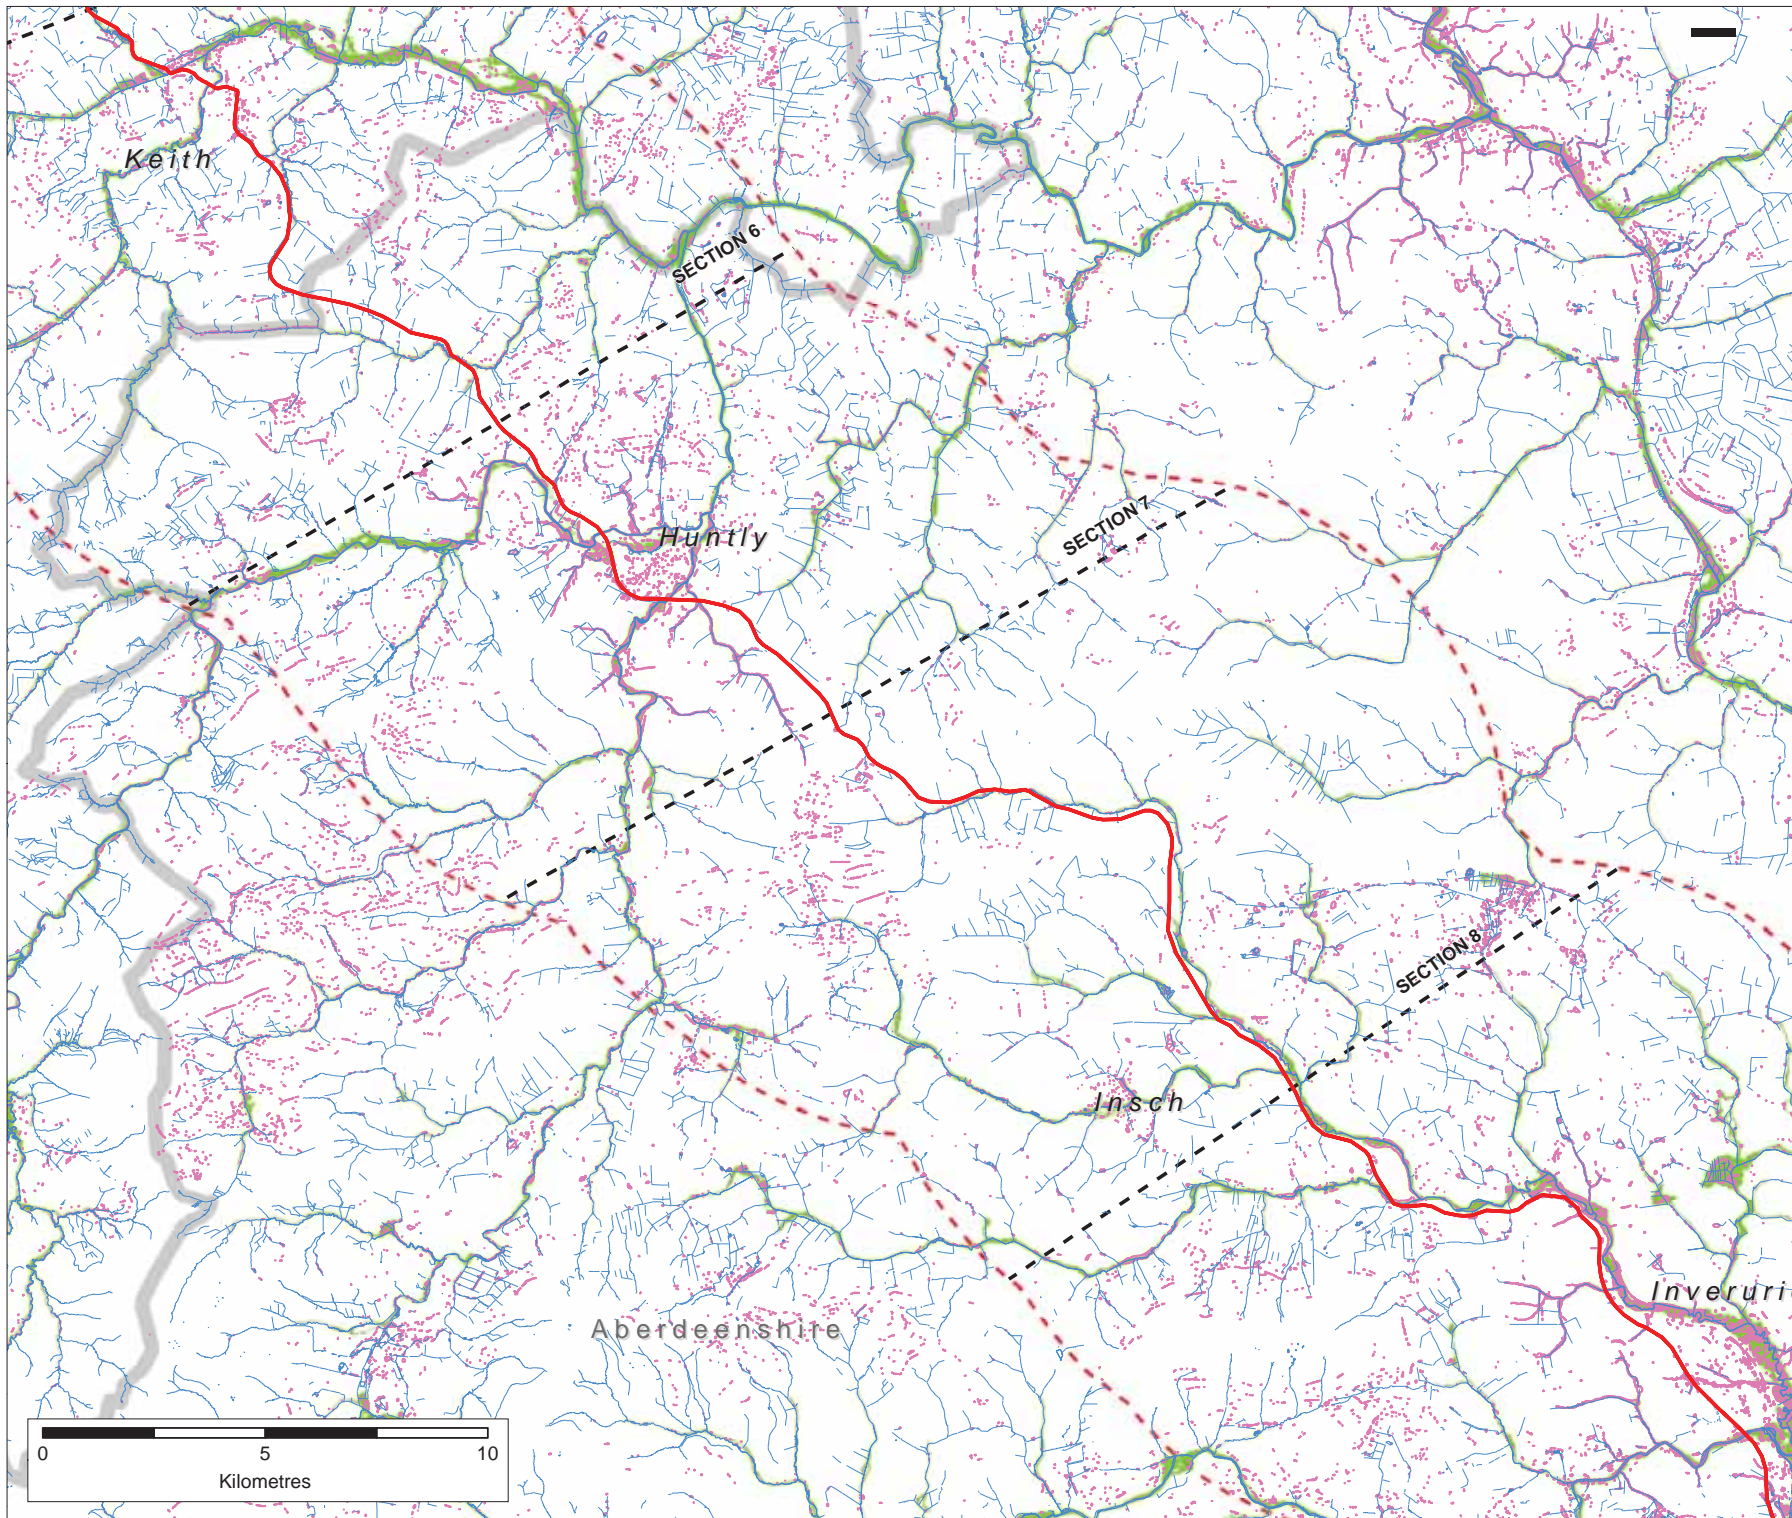 Keith
SECTION 6
SECTION 7
Huntly
SECTION 8
Insch
Inveruri
Aberdeenshire
0 5 10
Kilometres